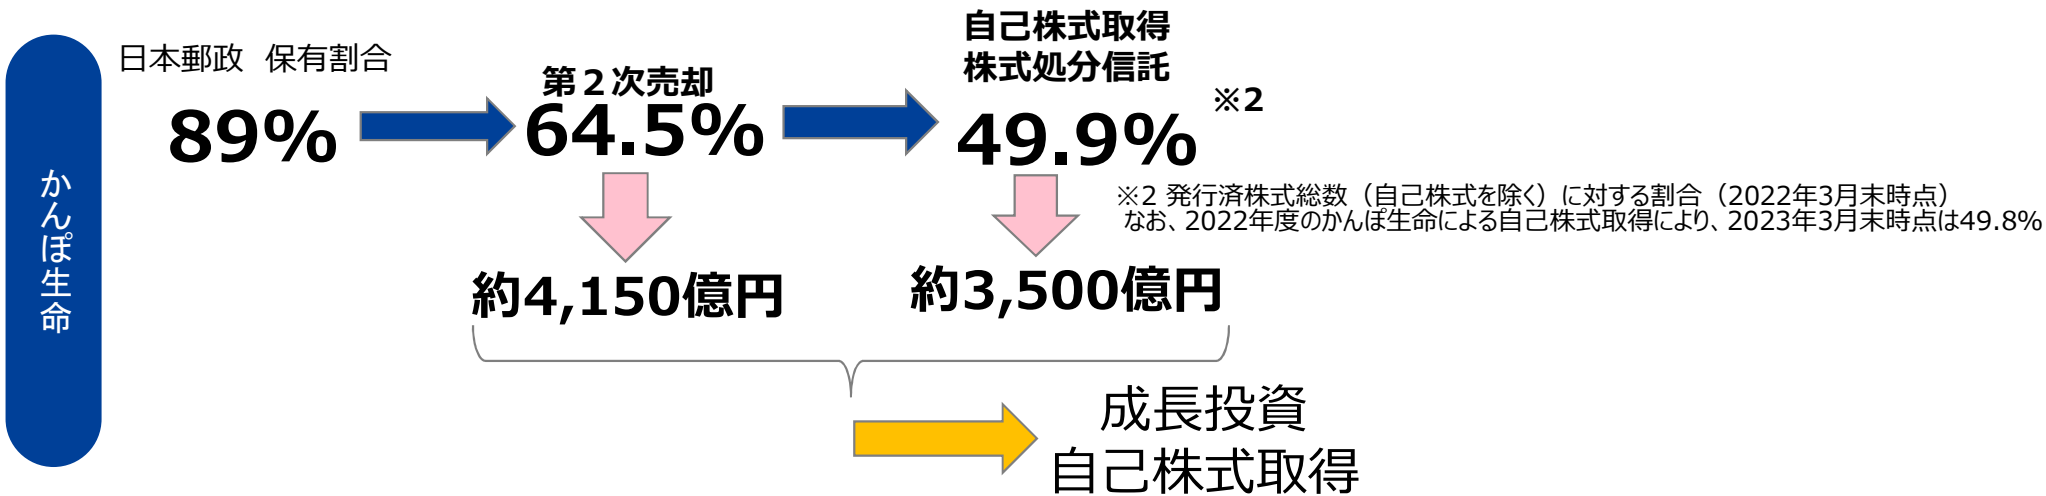 かんぽ生命
日本郵政 保有割合
89%
第２次売却
64.5%
自己株式取得
株式処分信託
49.9%
※2
※2 発行済株式総数（自己株式を除く）に対する割合（2022年3月末時点）
なお、2022年度のかんぽ生命による自己株式取得により、2023年3月末時点は49.8%
約4,150億円
約3,500億円
成長投資
自己株式取得